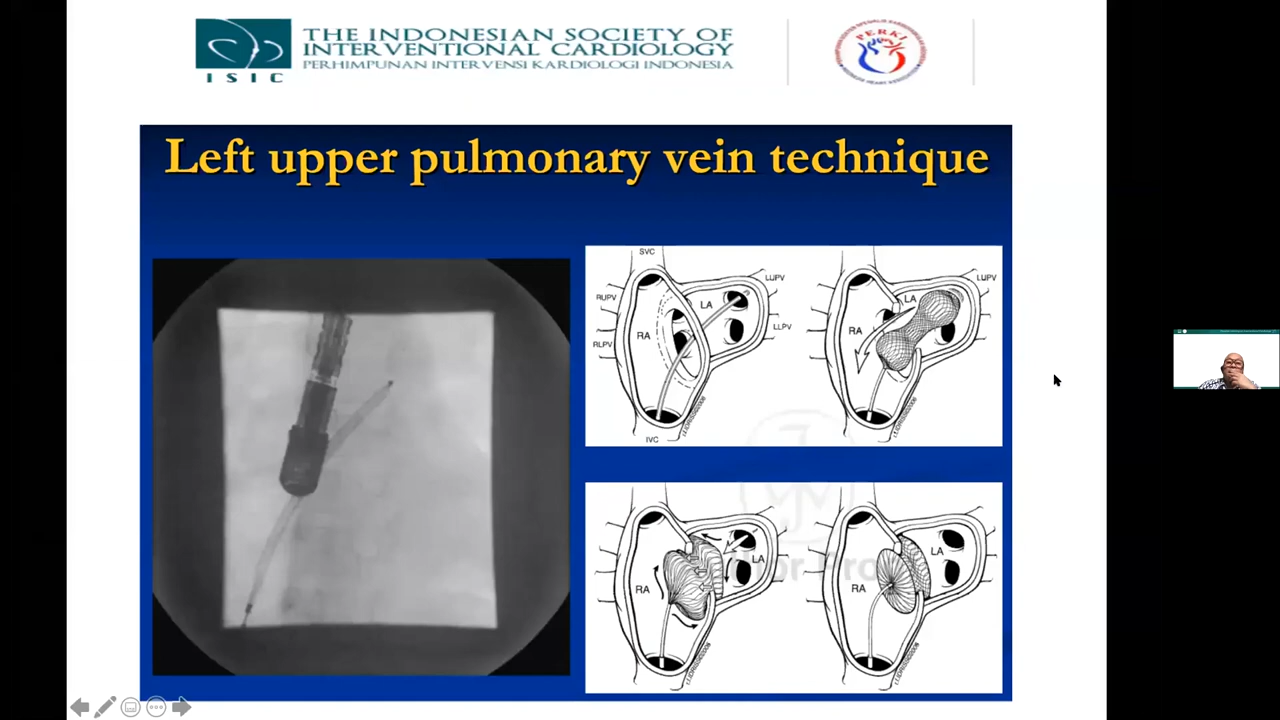 THE INDONESIAN SOCIETY OF
INTERVENTIONAL CARDIOLOGY
PERHIMPUNAN INTERVENSI KARDIOLOGI INDONESIA
ISIC
PERKI
Left upper pulmonary vein technique
SVC
LUPV
RUPV
LA
RA
LLPV
RLPV
IVC
LUPV
LA
RA
LA
RA
LA
RA